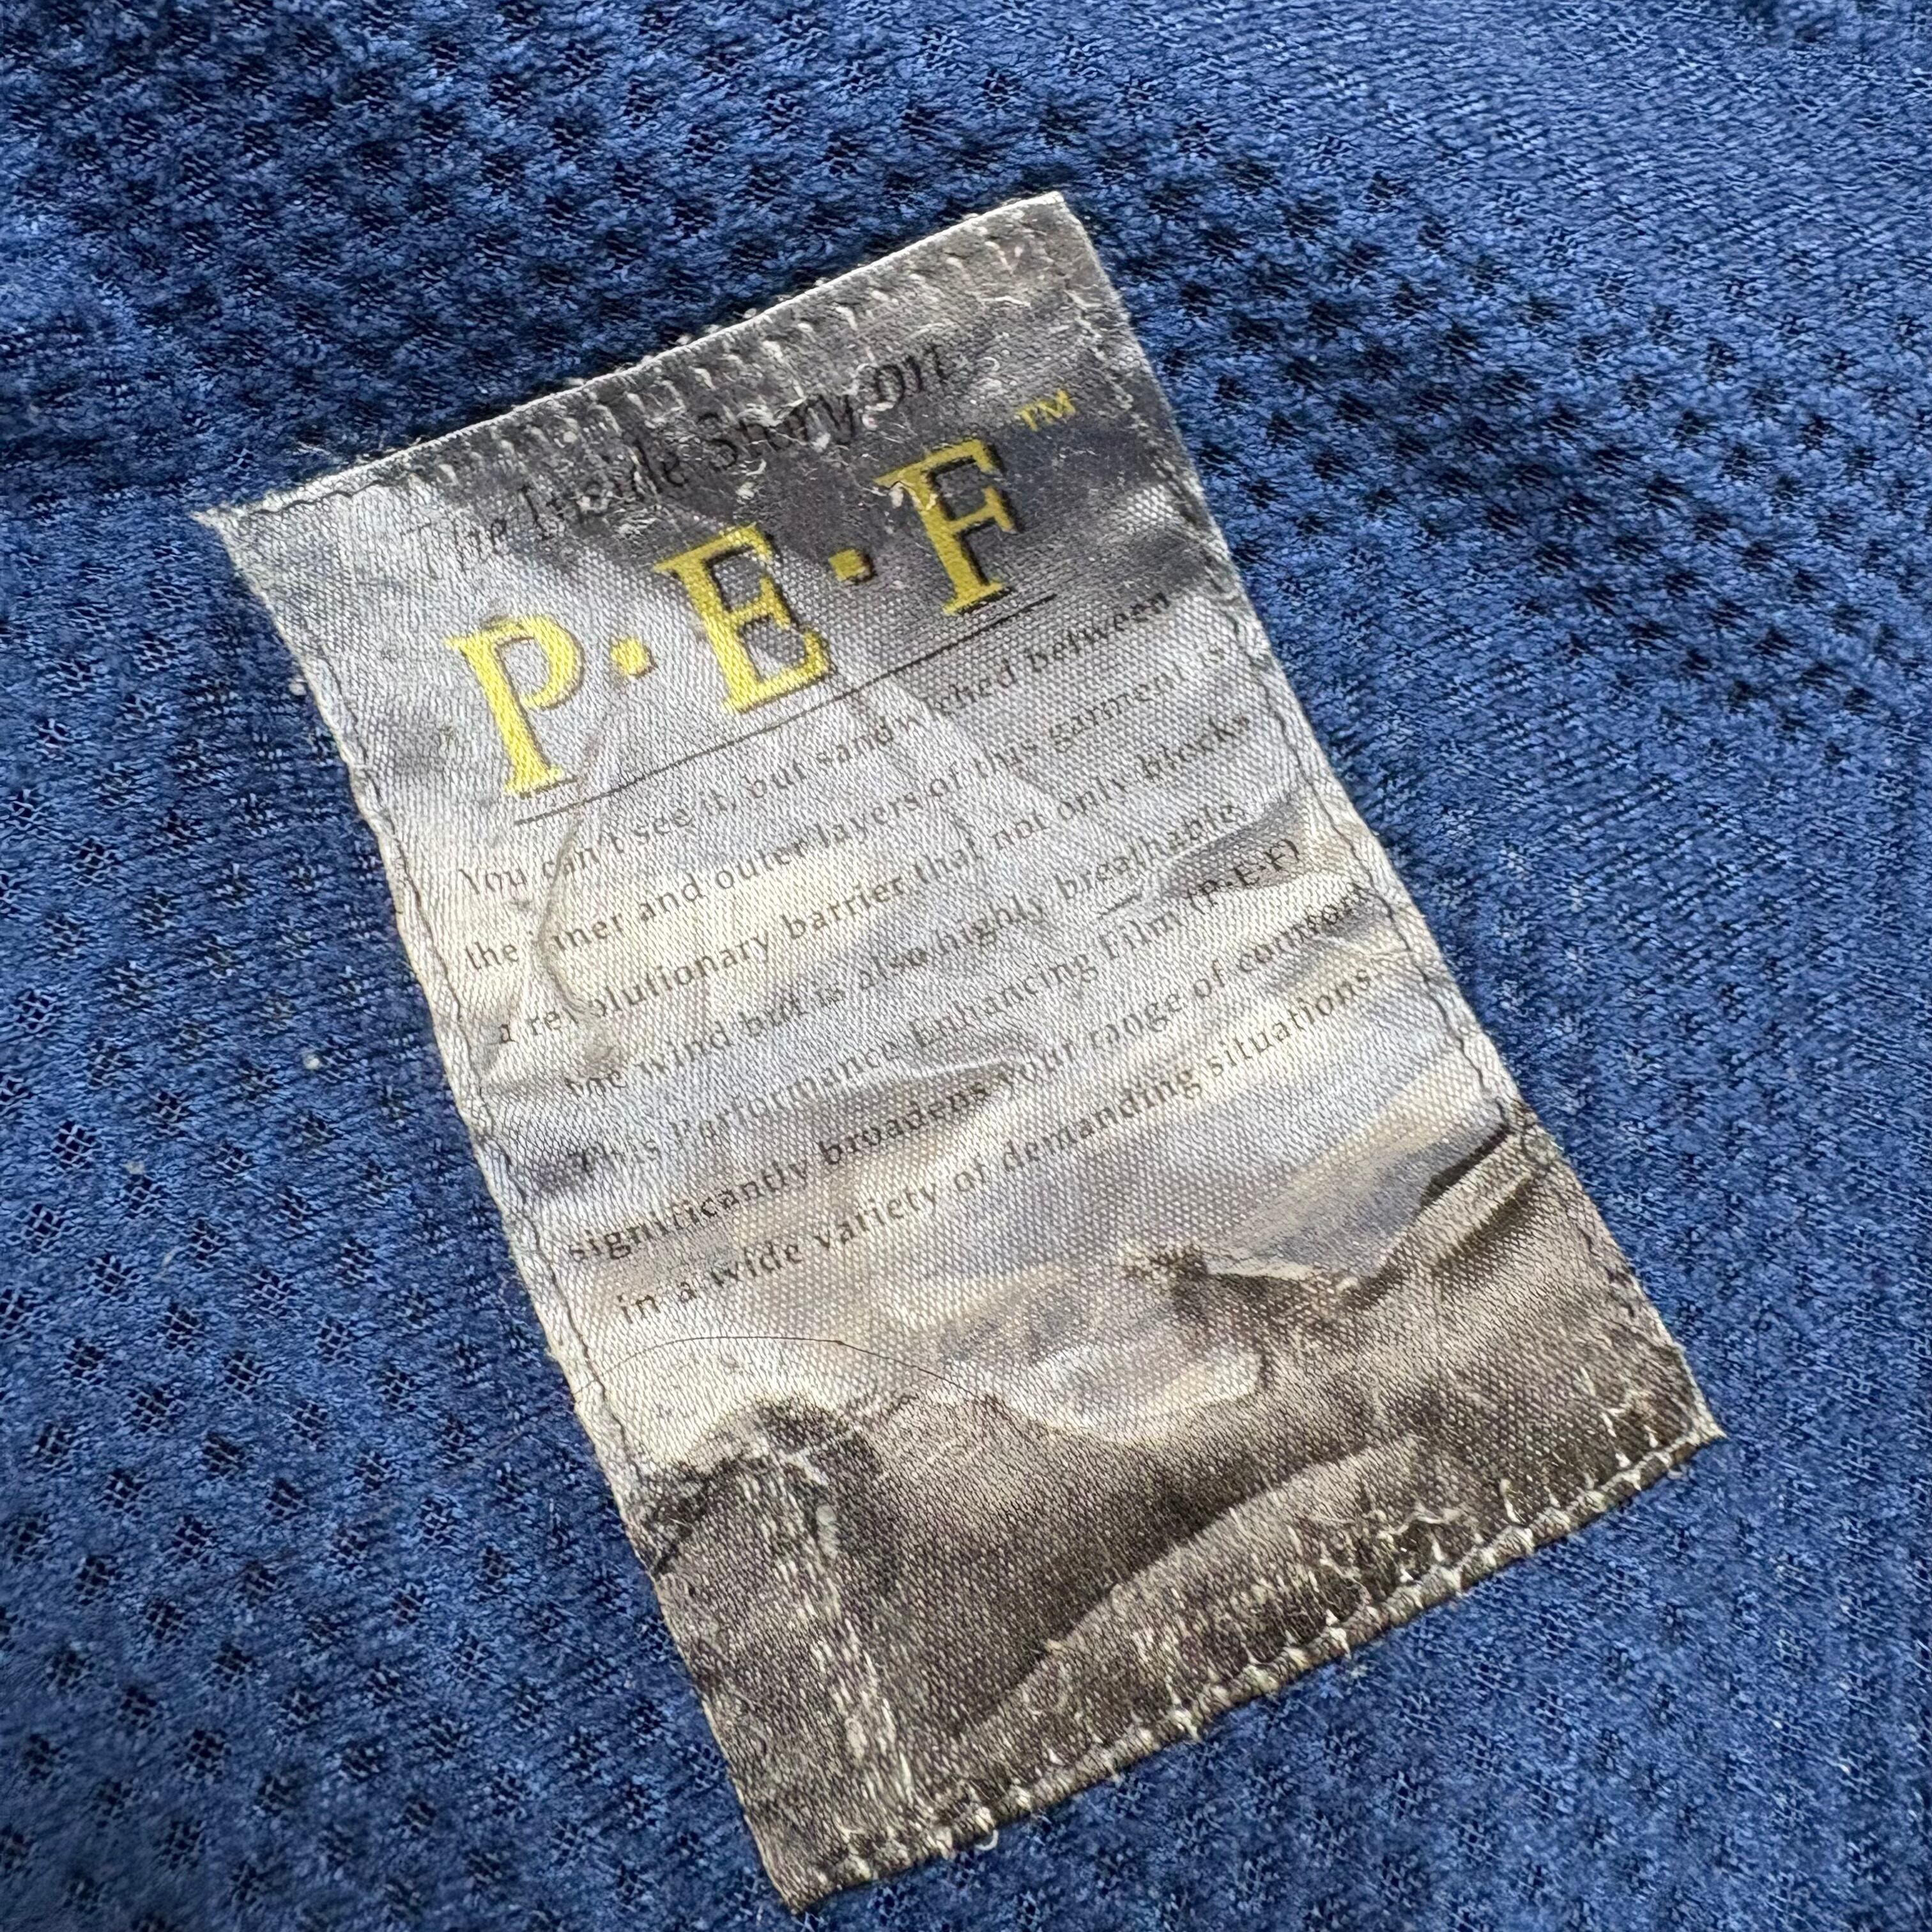 The Inside Story on
P·E·F™
You can't see it, but sandwiched between
the inner and outer layers of this garment is
a revolutionary barrier that not only blocks
the wind but is also highly breathable.
This Performance Enhancing Film (P·E·F)
significantly broadens your range of comfort
in a wide variety of demanding situations.